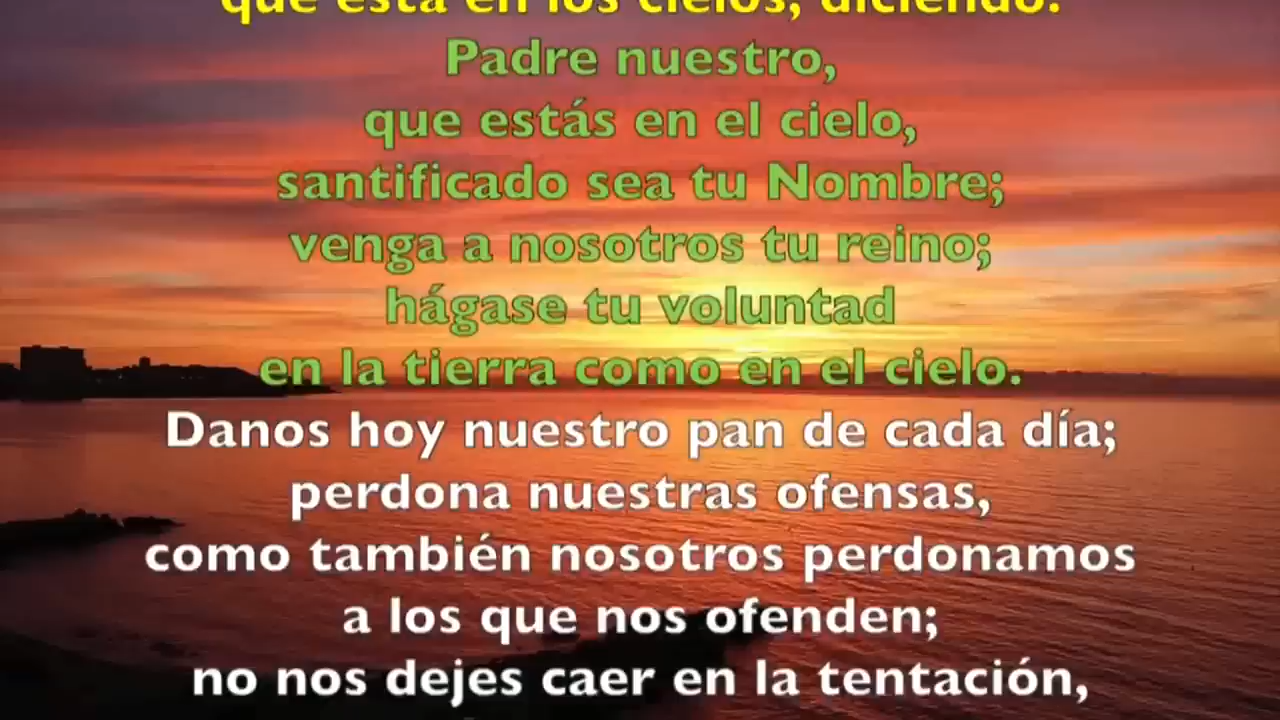 que está en los cielos, diciendo:
Padre nuestro,
que estás en el cielo,
santificado sea tu Nombre;
venga a nosotros tu reino;
hágase tu voluntad
en la tierra como en el cielo.
Danos hoy nuestro pan de cada día;
perdona nuestras ofensas,
como también nosotros perdonamos
a los que nos ofenden;
no nos dejes caer en la tentación,